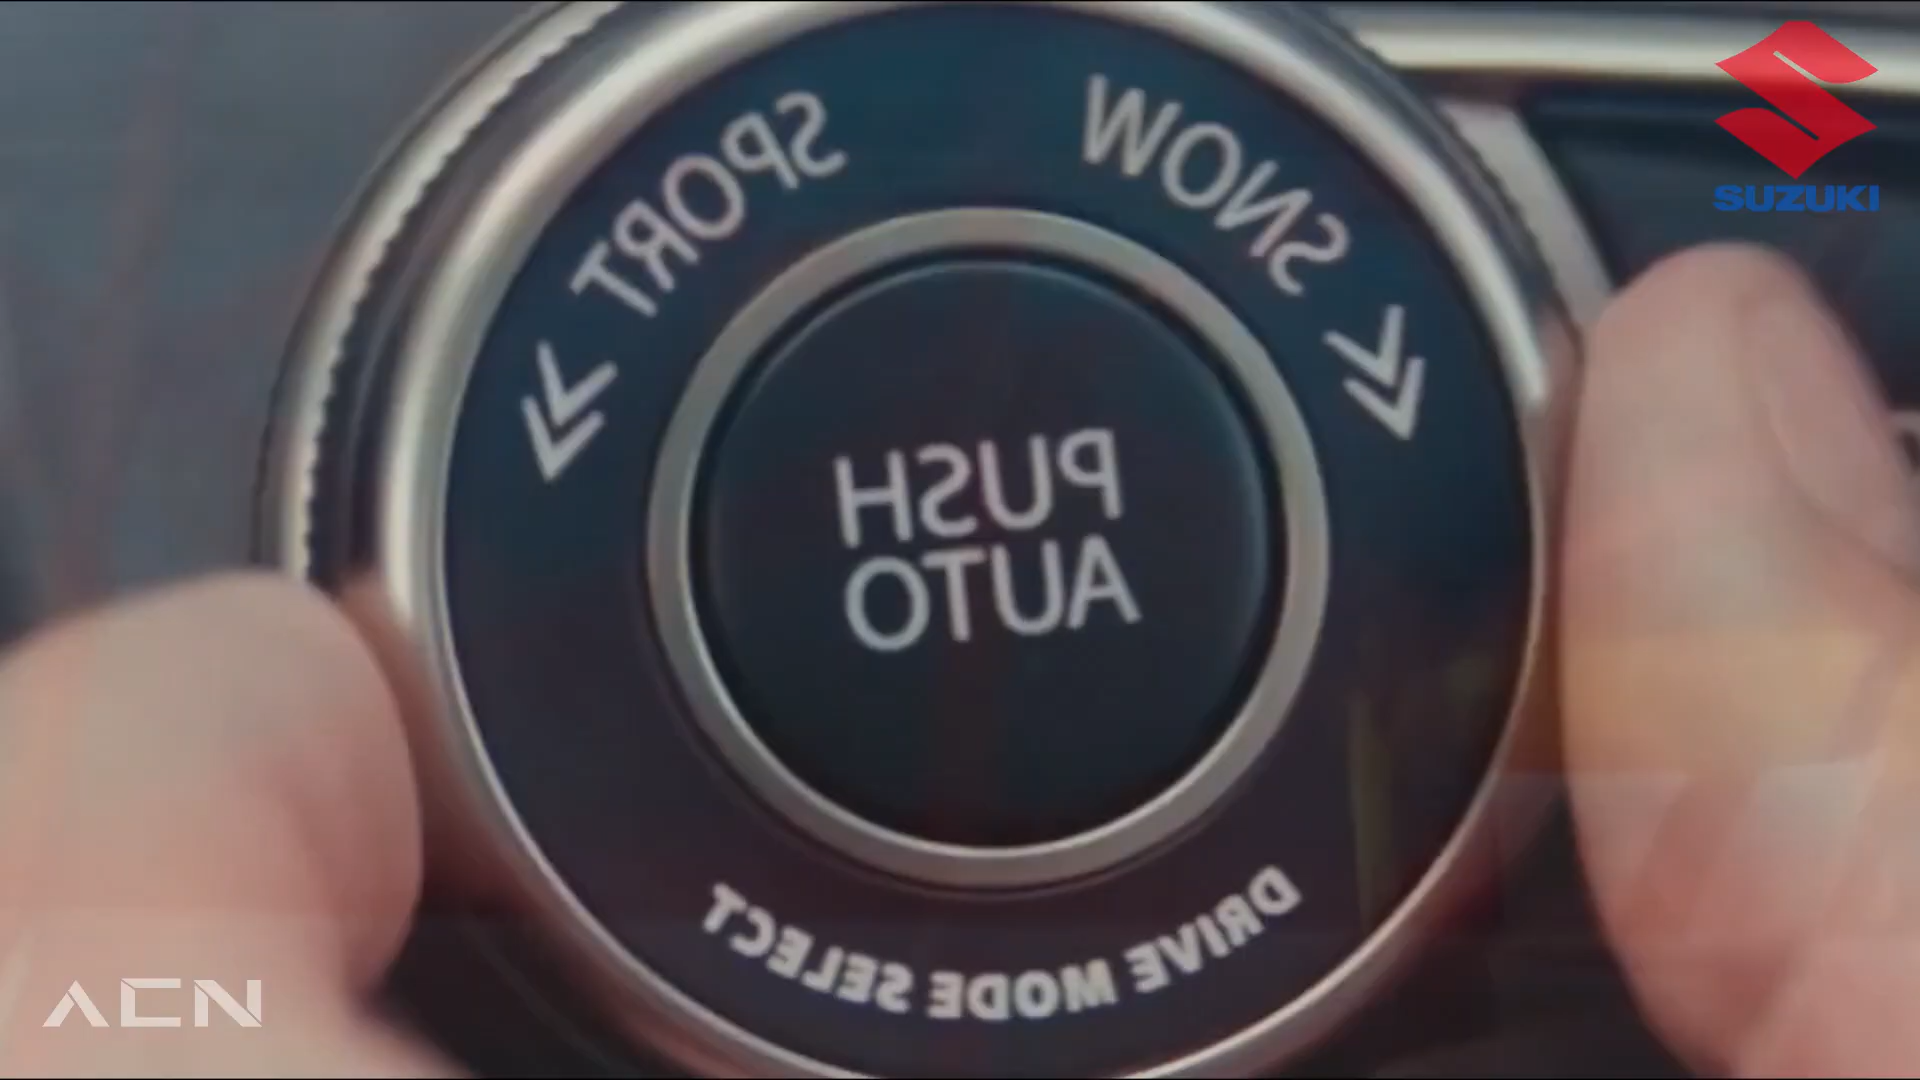 SPORT
SNOW
PUSH
AUTO
DRIVE MODE SELECT
SUZUKI
ACN